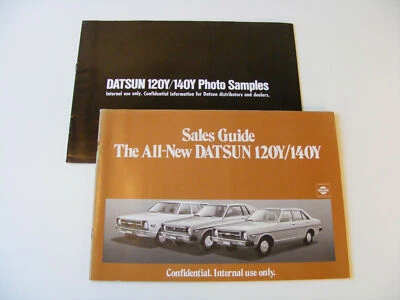 DATSUN 120Y/140Y Photo Samples
Internal use only. Confidential information for Datsun distributors and dealers.
Sales Guide
The All-New DATSUN 120Y/140Y
Confidential. Internal use only.